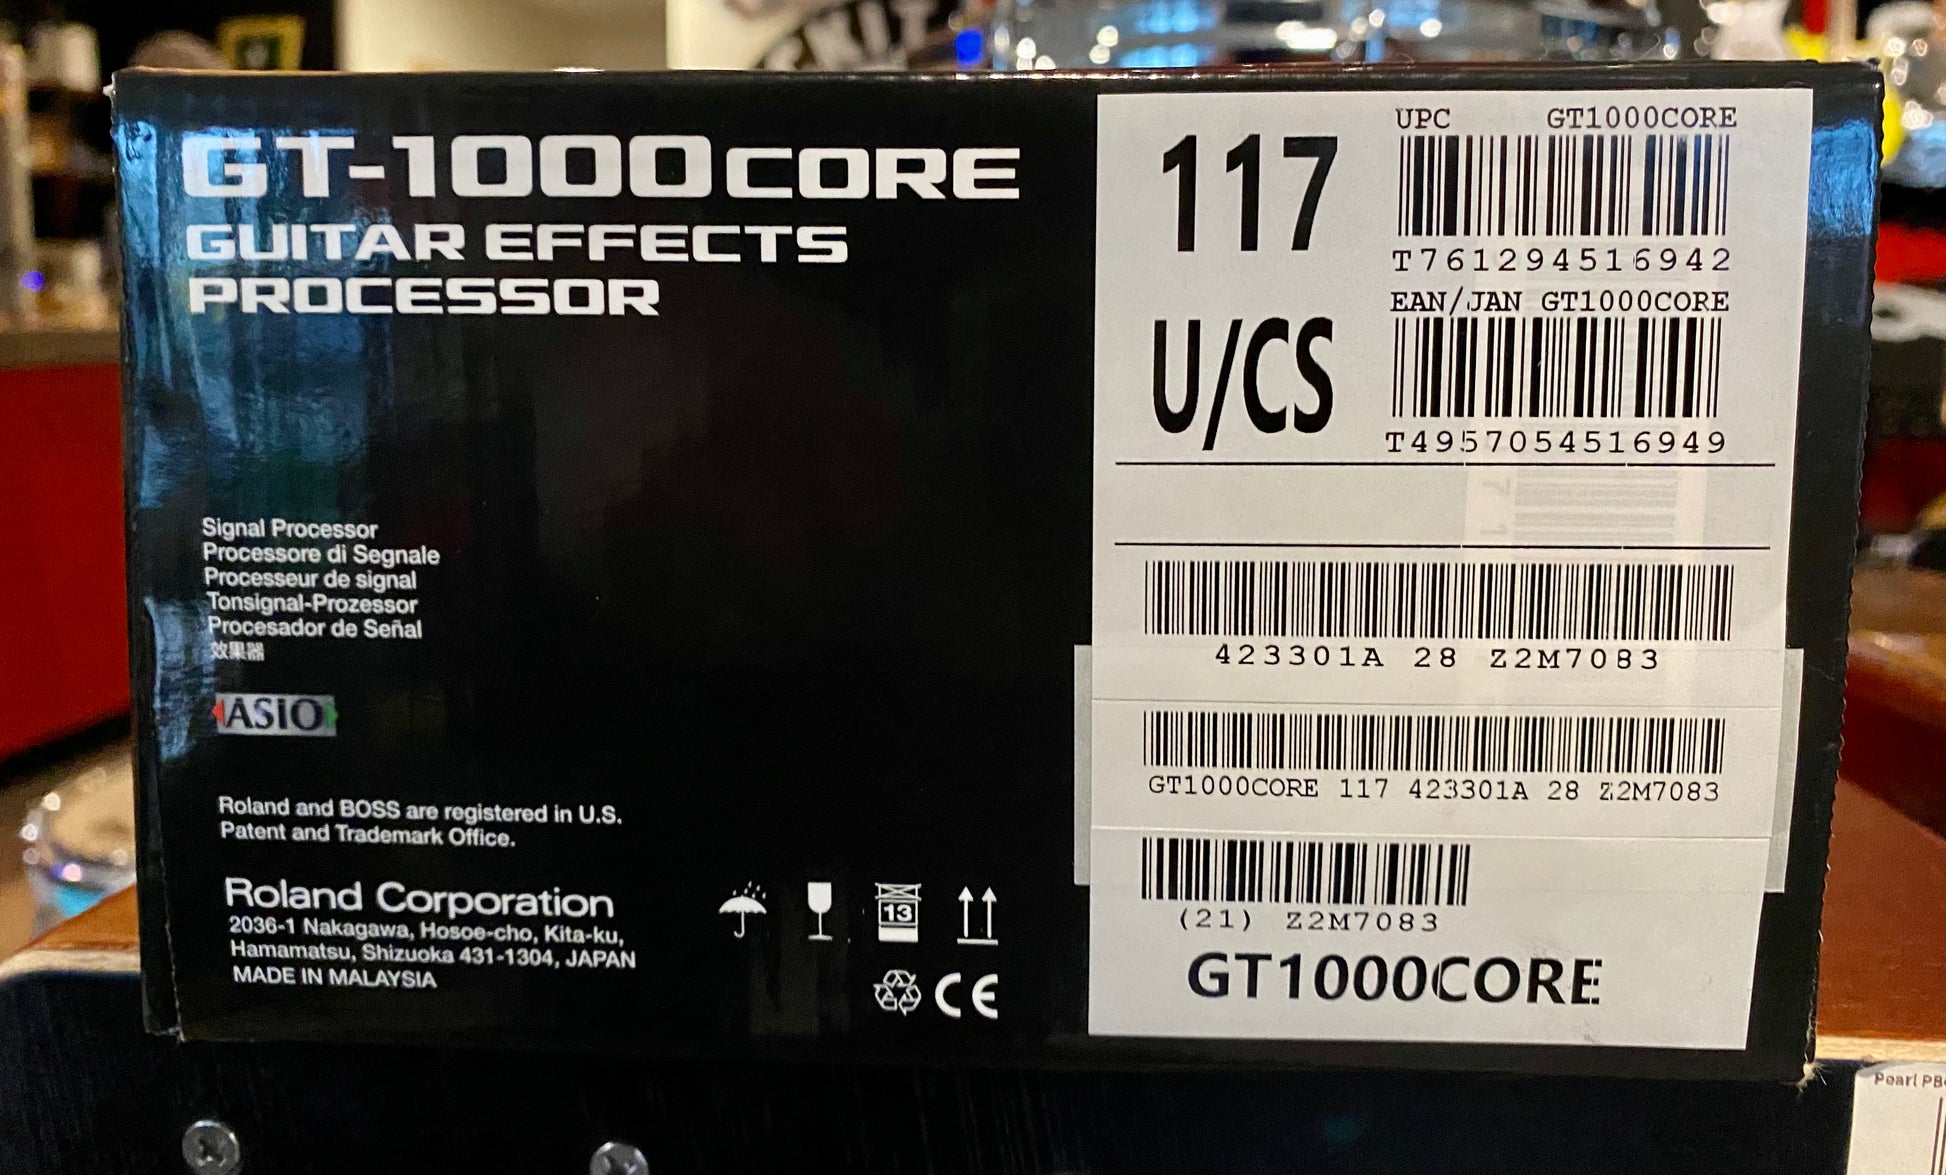 GT-1000CORE
GUITAR EFFECTS
PROCESSOR
Signal Processor
Processore di Segnale
Processeur de signal
Tonsignal-Prozessor
Procesador de Señal
效果器
ASIO
Roland and BOSS are registered in U.S.
Patent and Trademark Office.
Roland Corporation
2036-1 Nakagawa, Hosoe-cho, Kita-ku,
Hamamatsu, Shizuoka 431-1304, JAPAN
MADE IN MALAYSIA
13
CE
117
U/CS
UPC GT1000CORE
T761294516942
EAN/JAN GT1000CORE
T4957054516949
423301A 28 Z2M7083
GT1000CORE 117 423301A 28 Z2M7083
(21) Z2M7083
GT1000CORE
Pearl